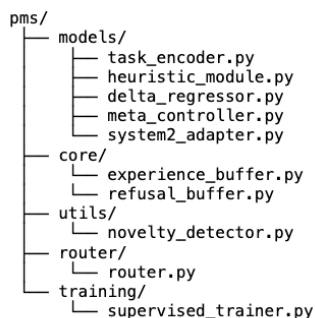 pms/
├── models/
│   ├── task_encoder.py
│   ├── heuristic_module.py
│   ├── delta_regressor.py
│   ├── meta_controller.py
│   └── system2_adapter.py
├── core/
│   ├── experience_buffer.py
│   └── refusal_buffer.py
├── utils/
│   └── novelty_detector.py
├── router/
│   └── router.py
└── training/
    └── supervised_trainer.py